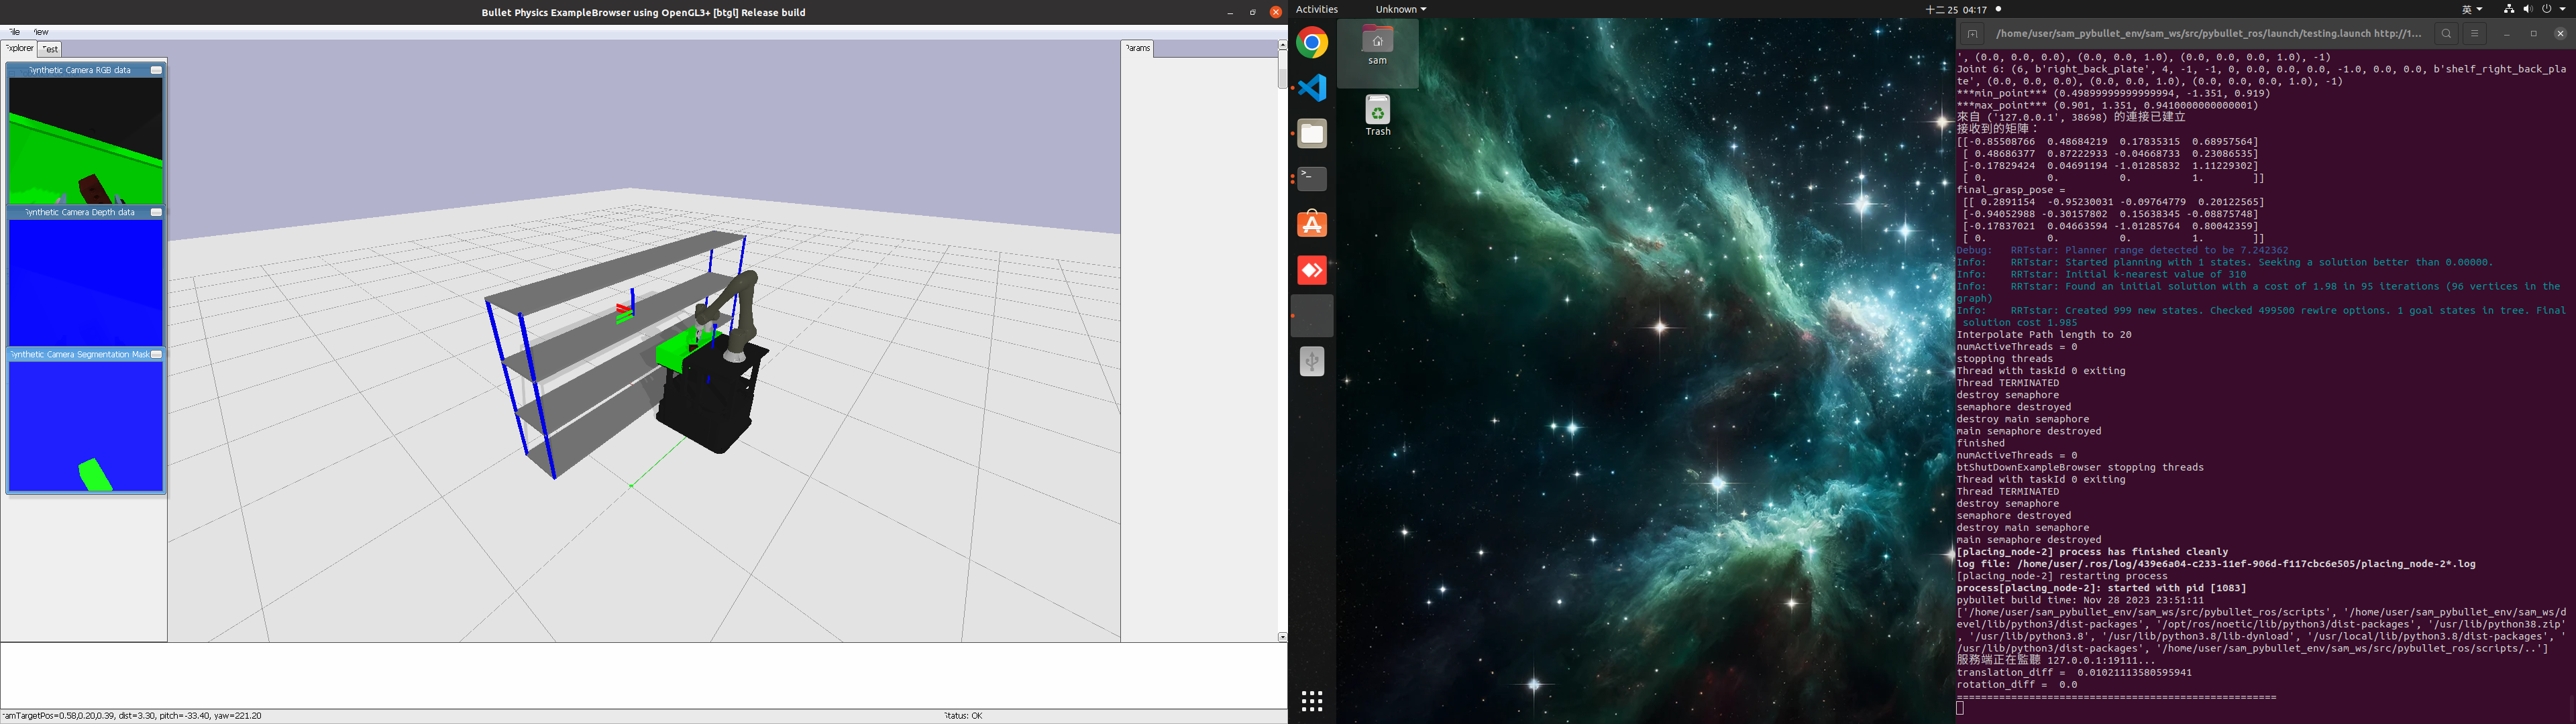 Bullet Physics ExampleBrowser using OpenGL3+ [btgl] Release build
File View
Explorer Test
Params
Synthetic Camera RGB data
Synthetic Camera Depth data
Synthetic Camera Segmentation Mask
camTargetPos=0.58,0.20,0.39, dist=3.30, pitch=-33.40, yaw=221.20
Status: OK
Activities
Unknown
十二 25 04:17
英
sam
Trash
/home/user/sam_pybullet_env/sam_ws/src/pybullet_ros/launch/testing.launch http://1...
', (0.0, 0.0, 0.0), (0.0, 0.0, 1.0), (0.0, 0.0, 0.0, 1.0), -1)
Joint 6: (6, b'right_back_plate', 4, -1, -1, 0, 0.0, 0.0, 0.0, -1.0, 0.0, 0.0, b'shelf_right_back_pla
te', (0.0, 0.0, 0.0), (0.0, 0.0, 1.0), (0.0, 0.0, 0.0, 1.0), -1)
***min_point*** (0.49899999999999994, -1.351, 0.919)
***max_point*** (0.901, 1.351, 0.9410000000000001)
來自 ('127.0.0.1', 38698) 的連接已建立
接收到的矩陣：
[[-0.85508766 0.48684219 0.17835315 0.68957564]
[ 0.48686377 0.87222933 -0.04668733 0.23086535]
[-0.17829424 0.04691194 -1.01285832 1.11229302]
[ 0. 0. 0. 1. ]]
final_grasp_pose =
[[ 0.2891154 -0.95230031 -0.09764779 0.20122565]
[-0.94052988 -0.30157802 0.15638345 -0.08875748]
[-0.17837021 0.04663594 -1.01285764 0.80042359]
[ 0. 0. 0. 1. ]]
Debug: RRTstar: Planner range detected to be 7.242362
Info: RRTstar: Started planning with 1 states. Seeking a solution better than 0.00000.
Info: RRTstar: Initial k-nearest value of 310
Info: RRTstar: Found an initial solution with a cost of 1.98 in 95 iterations (96 vertices in the
graph)
Info: RRTstar: Created 999 new states. Checked 499500 rewire options. 1 goal states in tree. Final
solution cost 1.985
Interpolate Path length to 20
numActiveThreads = 0
stopping threads
Thread with taskId 0 exiting
Thread TERMINATED
destroy semaphore
semaphore destroyed
destroy main semaphore
main semaphore destroyed
finished
numActiveThreads = 0
btShutDownExampleBrowser stopping threads
Thread with taskId 0 exiting
Thread TERMINATED
destroy semaphore
semaphore destroyed
destroy main semaphore
main semaphore destroyed
[placing_node-2] process has finished cleanly
log file: /home/user/.ros/log/439e6a04-c233-11ef-906d-f117cbc6e505/placing_node-2*.log
[placing_node-2] restarting process
process[placing_node-2]: started with pid [1083]
pybullet build time: Nov 28 2023 23:51:11
['/home/user/sam_pybullet_env/sam_ws/src/pybullet_ros/scripts', '/home/user/sam_pybullet_env/sam_ws/d
evel/lib/python3/dist-packages', '/opt/ros/noetic/lib/python3/dist-packages', '/usr/lib/python38.zip'
, '/usr/lib/python3.8', '/usr/lib/python3.8/lib-dynload', '/usr/local/lib/python3.8/dist-packages', '
/usr/lib/python3/dist-packages', '/home/user/sam_pybullet_env/sam_ws/src/pybullet_ros/scripts/..']
服務端正在監聽 127.0.0.1:19111...
translation_diff = 0.01021113580595941
rotation_diff = 0.0
=====================================================